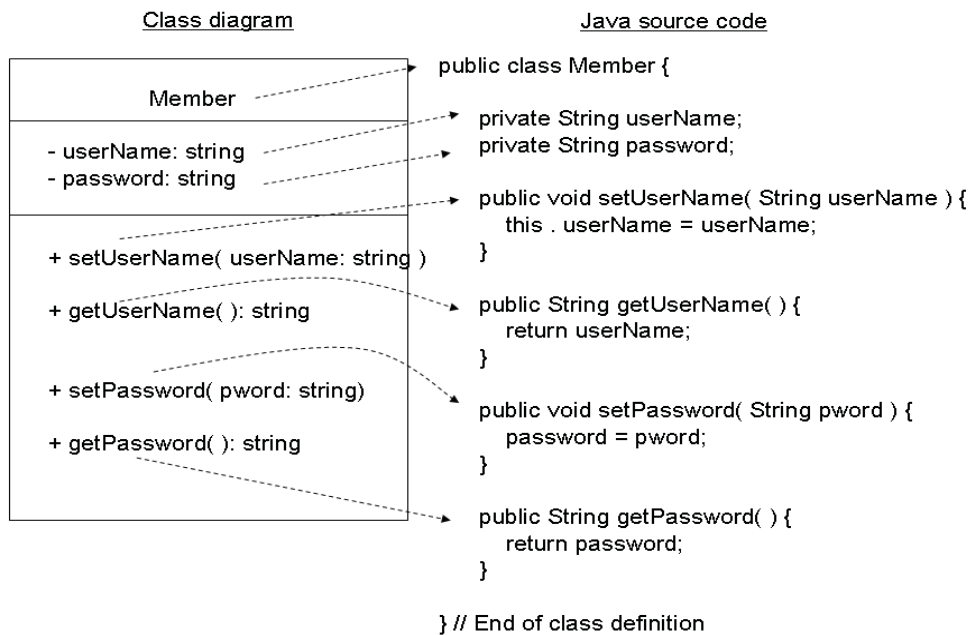 Class diagram
Member
- userName: string
- password: string
+ setUserName( userName: string )
+ getUserName( ): string
+ setPassword( pword: string)
+ getPassword( ): string
Java source code
public class Member {
private String userName;
private String password;
public void setUserName( String userName ) {
this . userName = userName;
}
public String getUserName( ) {
return userName;
}
public void setPassword( String pword ) {
password = pword;
}
public String getPassword( ) {
return password;
}
} // End of class definition